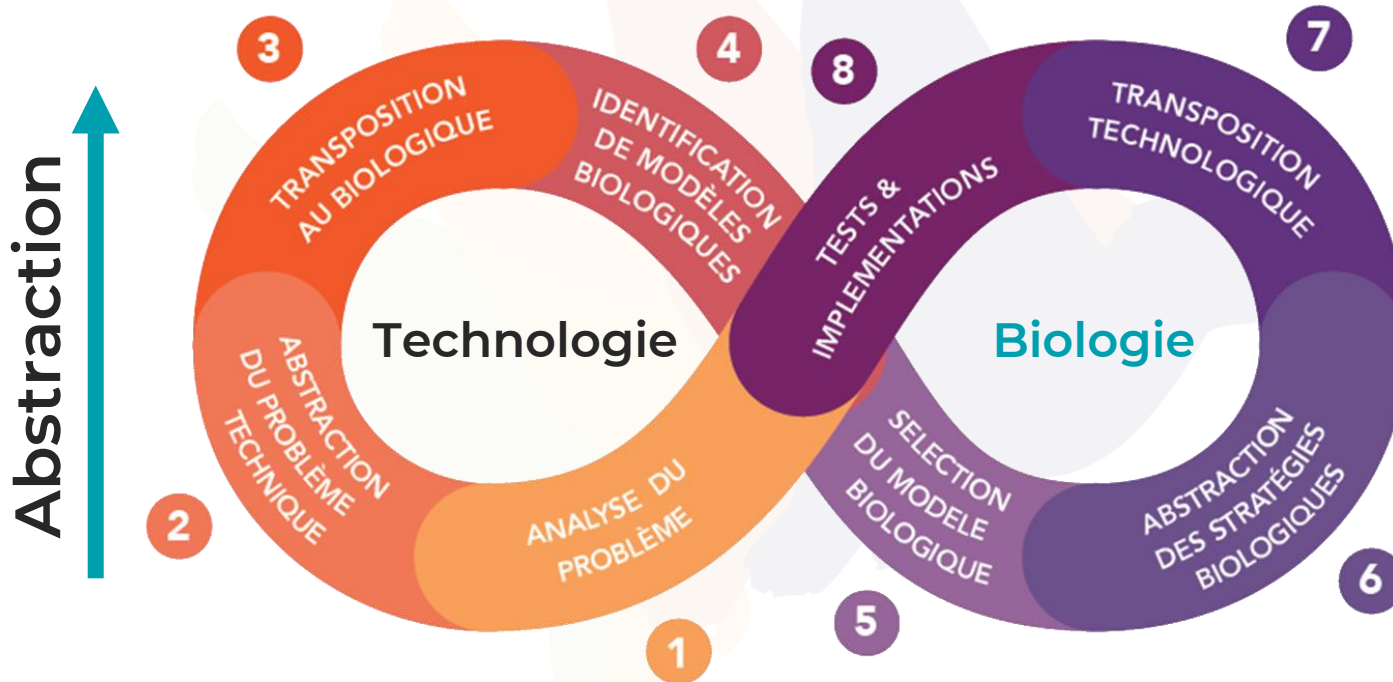 Abstraction
1
ANALYSE DU
PROBLÈME
2
ABSTRACTION
DU PROBLÈME
TECHNIQUE
3
TRANSPOSITION
AU BIOLOGIQUE
4
IDENTIFICATION
DE MODÈLES
BIOLOGIQUES
Technologie
5
SELECTION
DU MODELE
BIOLOGIQUE
6
ABSTRACTION
DES STRATÉGIES
BIOLOGIQUES
7
TRANSPOSITION
TECHNOLOGIQUE
8
TESTS &
IMPLEMENTATIONS
Biologie